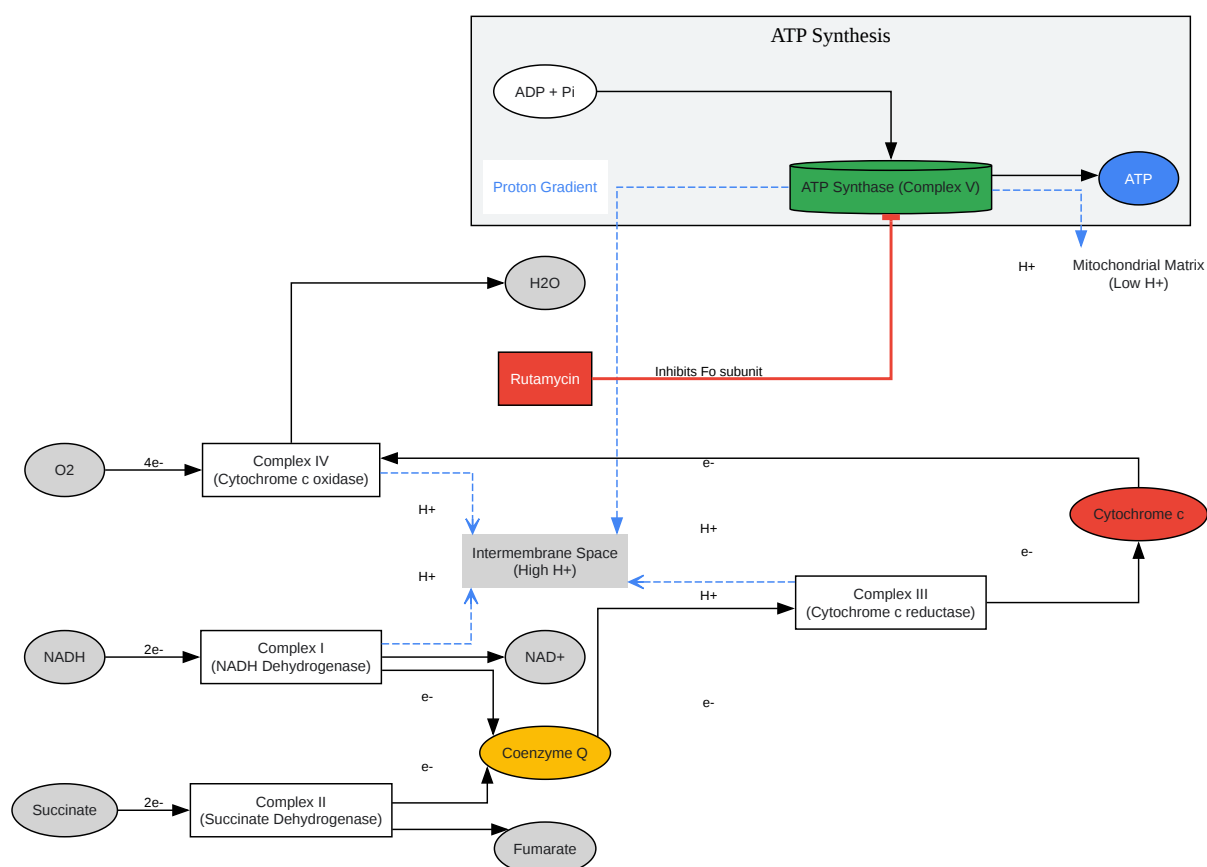 ATP Synthesis
ADP + Pi
Proton Gradient
ATP Synthase (Complex V)
ATP
H+
Mitochondrial Matrix
(Low H+)
H2O
Rutamycin
Inhibits Fo subunit
O2
4e-
Complex IV
(Cytochrome c oxidase)
e-
H+
Cytochrome c
H+
Intermembrane Space
(High H+)
e-
H+
H+
Complex III
(Cytochrome c reductase)
NADH
2e-
Complex I
(NADH Dehydrogenase)
NAD+
e-
e-
Coenzyme Q
e-
Succinate
2e-
Complex II
(Succinate Dehydrogenase)
Fumarate